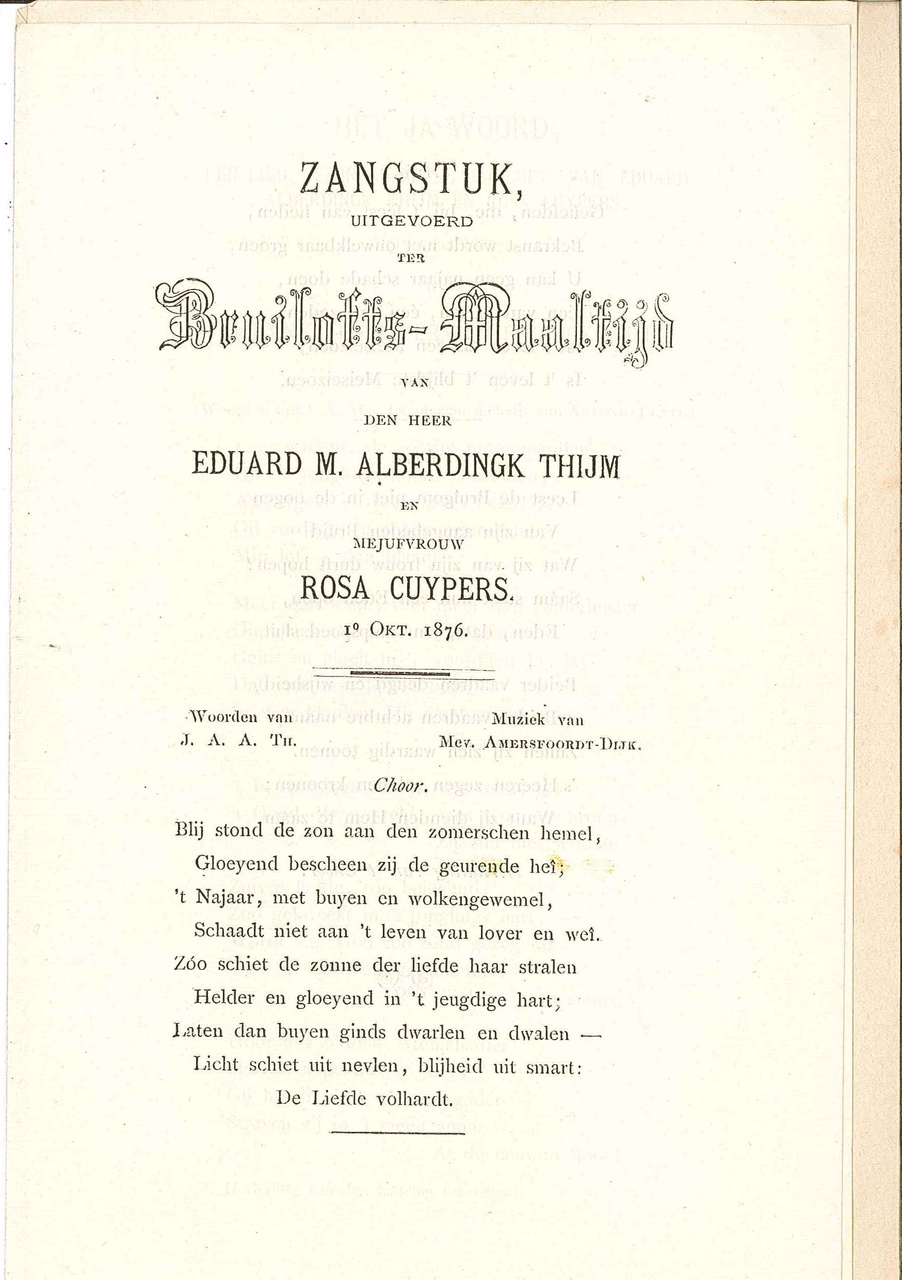 ZANGSTUK,
UITGEVOERD
TER
Bruilofts-Maaltijd
VAN
DEN HEER
EDUARD M. ALBERDINGK THIJM
EN
MEJUFVROUW
ROSA CUYPERS.
1º OKT. 1876.
Woorden van
J. A. A. TH.
Muziek van
Mev. AMERSFOORDT-DIJK.
Choor.
Blij stond de zon aan den zomerschen hemel,
Gloeyend bescheen zij de geurende heî;
't Najaar, met buyen en wolkengewemel,
Schaadt niet aan 't leven van lover en weî.
Zóo schiet de zonne der liefde haar stralen
Helder en gloeyend in 't jeugdige hart;
Laten dan buyen ginds dwarlen en dwalen —
Licht schiet uit nevlen, blijheid uit smart:
De Liefde volhardt.